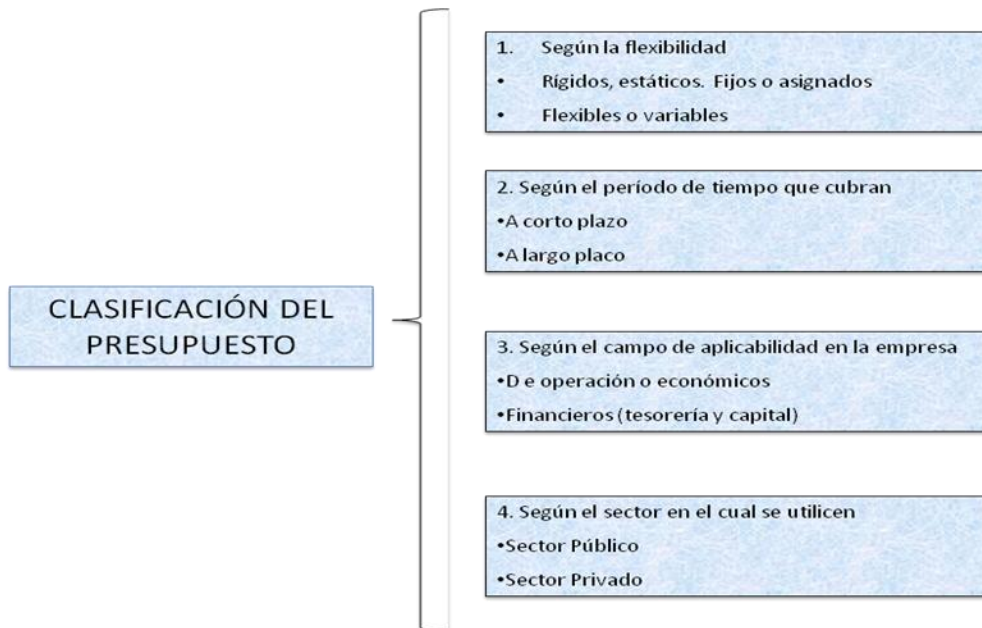 CLASIFICACIÓN DEL
PRESUPUESTO
1. Según la flexibilidad
• Rígidos, estáticos. Fijos o asignados
• Flexibles o variables
2. Según el período de tiempo que cubran
•A corto plazo
•A largo placo
3. Según el campo de aplicabilidad en la empresa
•D e operación o económicos
•Financieros (tesorería y capital)
4. Según el sector en el cual se utilicen
•Sector Público
•Sector Privado